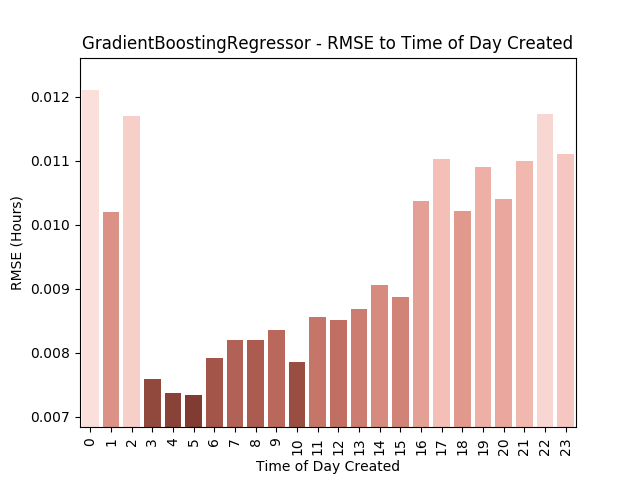 GradientBoostingRegressor - RMSE to Time of Day Created
0.012
0.011
0.010
0.009
0.008
0.007
RMSE (Hours)
0 1 2 3 4 5 6 7 8 9 10 11 12 13 14 15 16 17 18 19 20 21 22 23
Time of Day Created